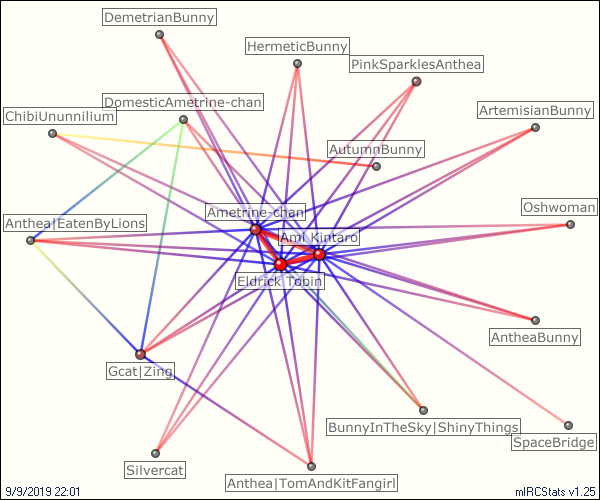 DemetrianBunny
HermeticBunny
PinkSparklesAnthea
DomesticAmetrine-chan
ChibiUnunnilium
ArtemisianBunny
AutumnBunny
Ametrine-chan
Oshwoman
Anthea|EatenByLions
Ami_Kintaro
Eldrick_Tobin
AntheaBunny
Gcat|Zing
BunnyInTheSky|ShinyThings
SpaceBridge
Silvercat
Anthea|TomAndKitFangirl
9/9/2019 22:01
mIRCStats v1.25